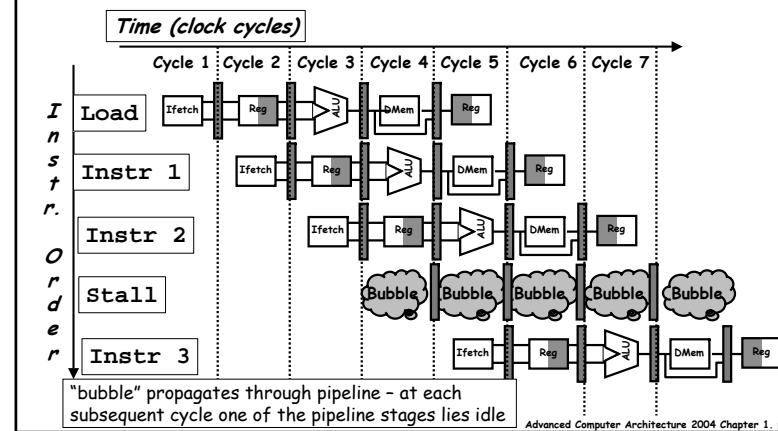 Time (clock cycles)
Cycle 1 Cycle 2 Cycle 3 Cycle 4 Cycle 5 Cycle 6 Cycle 7
Instr. Order
Load Ifetch Reg ALU DMem Reg
Instr 1 Ifetch Reg ALU DMem Reg
Instr 2 Ifetch Reg ALU DMem Reg
Stall Bubble Bubble Bubble Bubble Bubble
Instr 3 Ifetch Reg ALU DMem Reg
"bubble" propagates through pipeline – at each
subsequent cycle one of the pipeline stages lies idle
Advanced Computer Architecture 2004 Chapter 1.